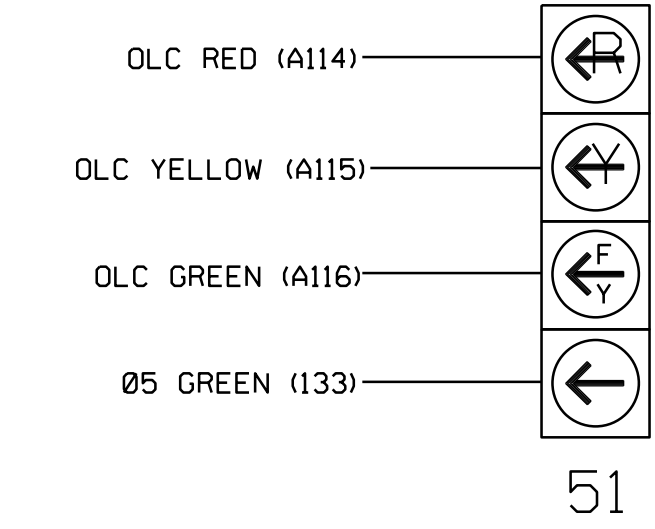 OLC RED (A114)
R
OLC YELLOW (A115)
Y
OLC GREEN (A116)
F
Y
Ø5 GREEN (133)
51